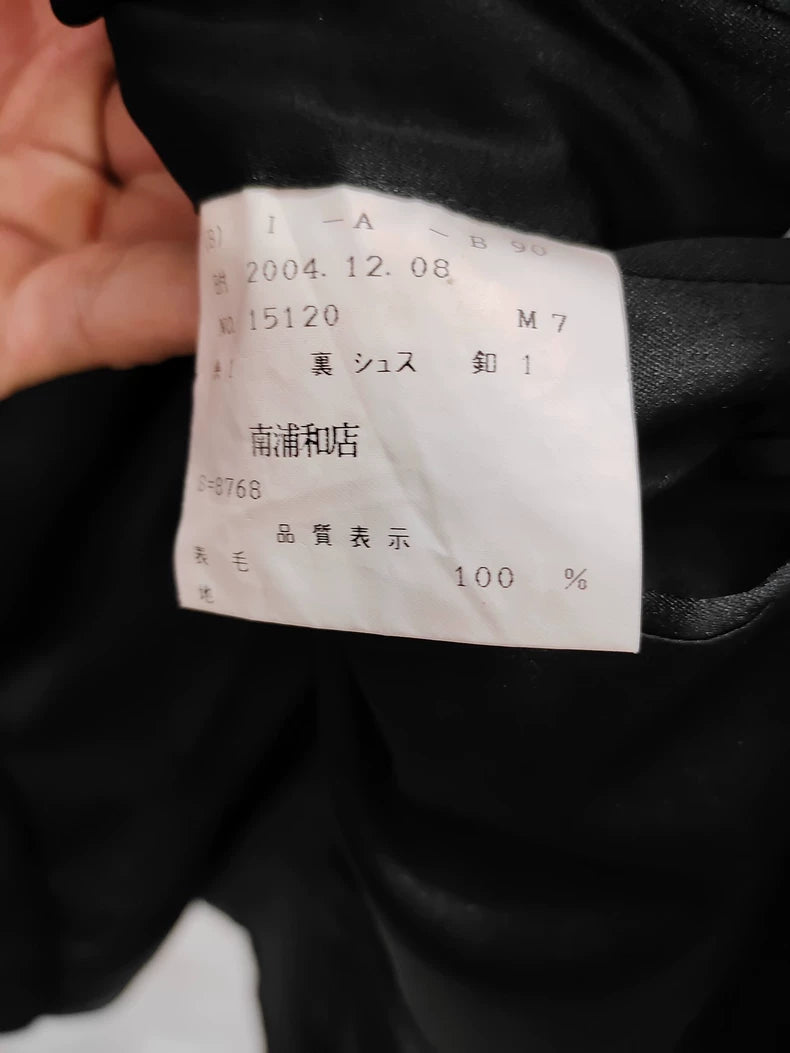 (B) I -A - B 90
2004. 12. 08
NO. 15120 M 7
裏 シュス 釦 1
南浦和店
S=8768
品質表示
表 毛 100 %
地